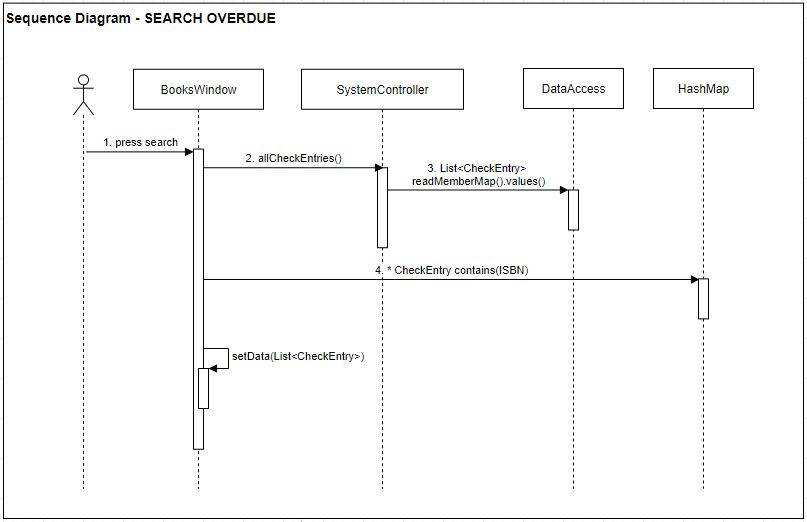 Sequence Diagram - SEARCH OVERDUE
BooksWindow
SystemController
DataAccess
HashMap
1. press search
2. allCheckEntries()
3. List<CheckEntry>
readMemberMap().values()
4. * CheckEntry contains(ISBN)
setData(List<CheckEntry>)